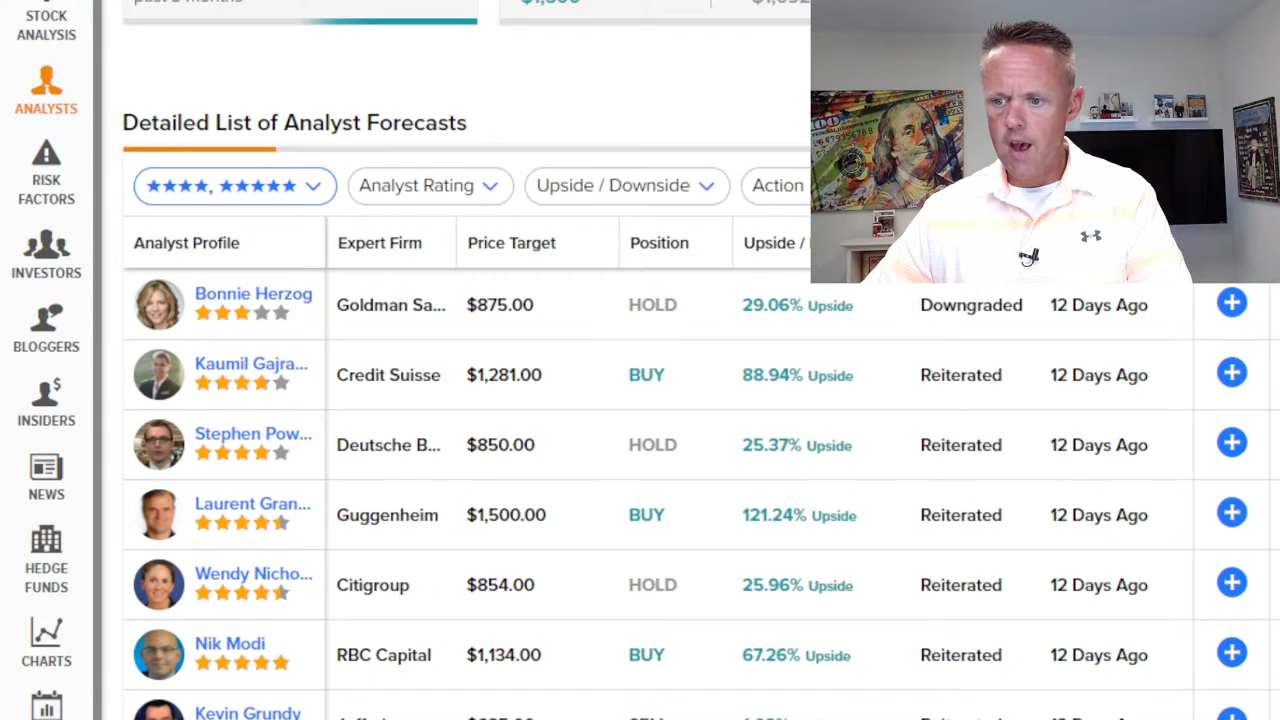 STOCK
ANALYSIS
ANALYSTS
RISK
FACTORS
INVESTORS
BLOGGERS
INSIDERS
NEWS
HEDGE
FUNDS
CHARTS
Detailed List of Analyst Forecasts
★★★★, ★★★★★ Analyst Rating Upside / Downside Action
Analyst Profile Expert Firm Price Target Position Upside /
Bonnie Herzog Goldman Sa... $875.00 HOLD 29.06% Upside Downgraded 12 Days Ago
Kaumil Gajra... Credit Suisse $1,281.00 BUY 88.94% Upside Reiterated 12 Days Ago
Stephen Pow... Deutsche B... $850.00 HOLD 25.37% Upside Reiterated 12 Days Ago
Laurent Gran... Guggenheim $1,500.00 BUY 121.24% Upside Reiterated 12 Days Ago
Wendy Nicho... Citigroup $854.00 HOLD 25.96% Upside Reiterated 12 Days Ago
Nik Modi RBC Capital $1,134.00 BUY 67.26% Upside Reiterated 12 Days Ago
Kevin Grundy